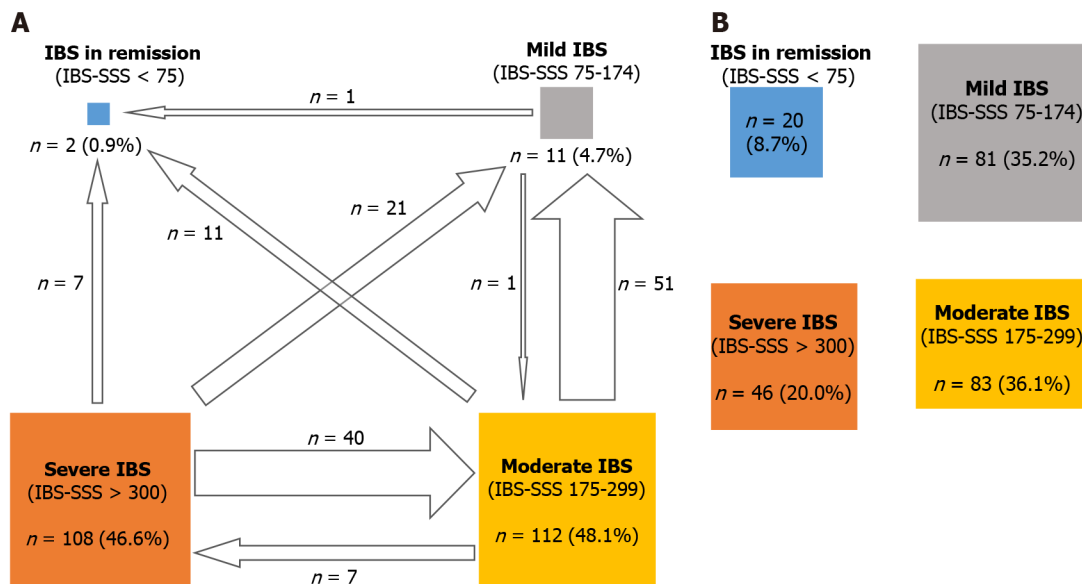 A
IBS in remission
(IBS-SSS < 75)
n = 2 (0.9%)
n = 1
Mild IBS
(IBS-SSS 75-174)
n = 11 (4.7%)
n = 21
n = 11
n = 7
n = 1
n = 51
Severe IBS
(IBS-SSS > 300)
n = 108 (46.6%)
n = 40
n = 7
Moderate IBS
(IBS-SSS 175-299)
n = 112 (48.1%)
B
IBS in remission
(IBS-SSS < 75)
n = 20
(8.7%)
Mild IBS
(IBS-SSS 75-174)
n = 81 (35.2%)
Severe IBS
(IBS-SSS > 300)
n = 46 (20.0%)
Moderate IBS
(IBS-SSS 175-299)
n = 83 (36.1%)